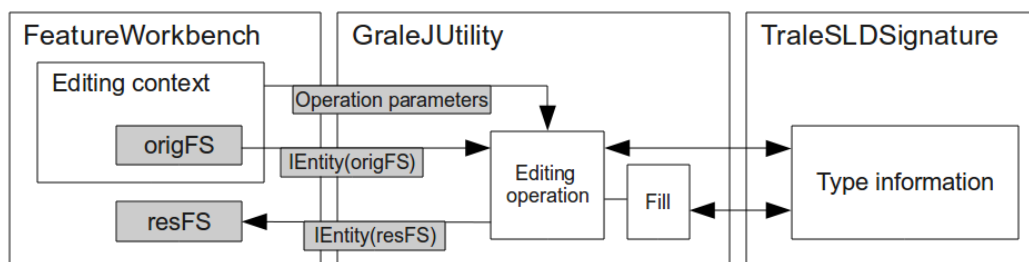 FeatureWorkbench
GraleJUtility
TraleSLDSignature
Editing context
Operation parameters
origFS
IEntity(origFS)
Editing
operation
Fill
Type information
resFS
IEntity(resFS)